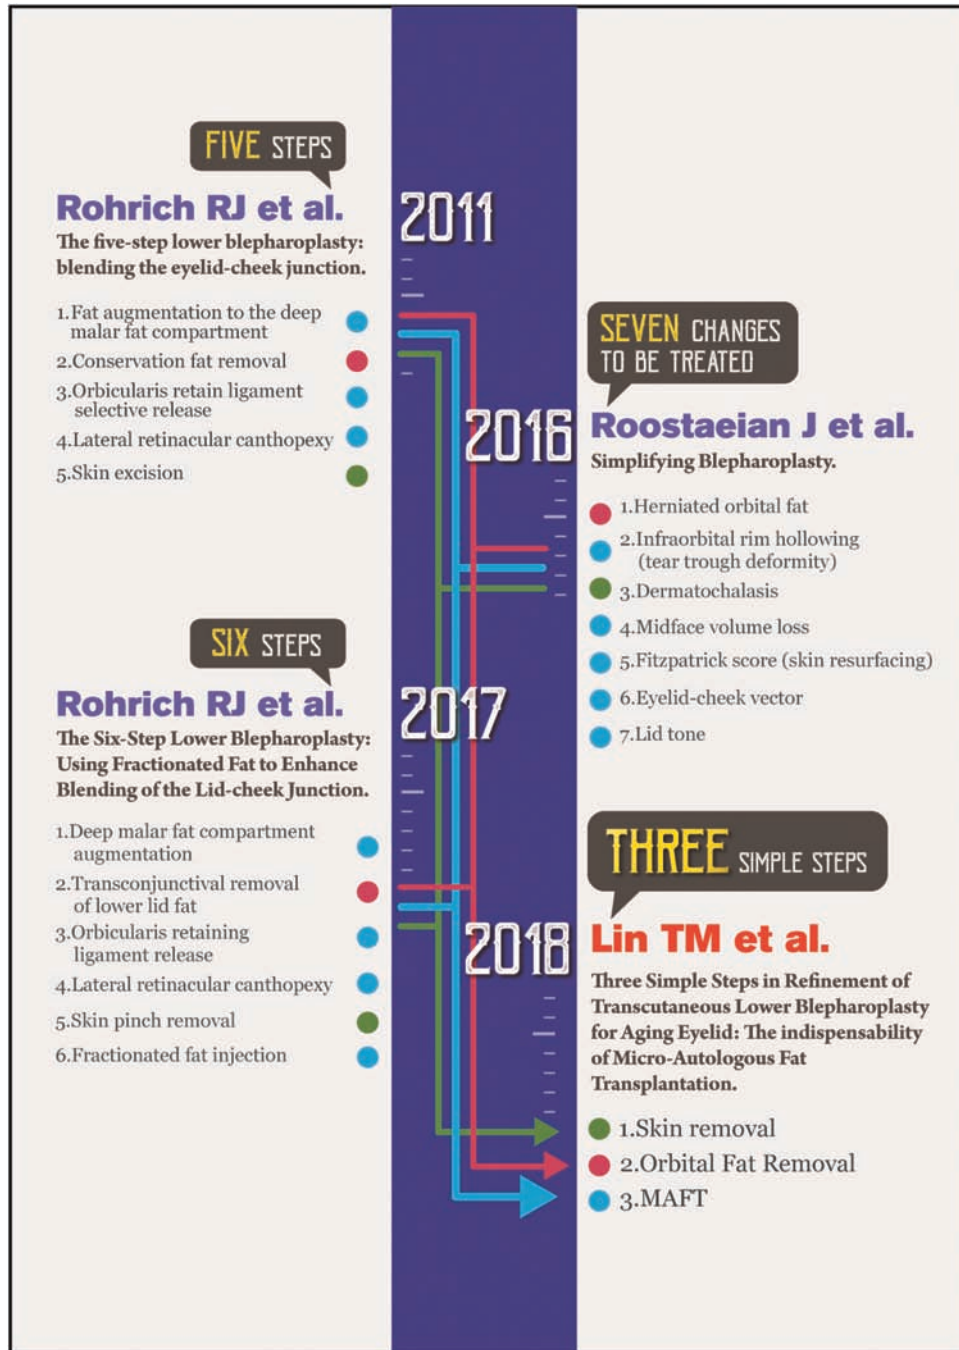 FIVE STEPS
Rohrich RJ et al.
The five-step lower blepharoplasty:
blending the eyelid-cheek junction.
1.Fat augmentation to the deep
malar fat compartment
2.Conservation fat removal
3.Orbicularis retain ligament
selective release
4.Lateral retinacular canthopexy
5.Skin excision
2011
SEVEN CHANGES
TO BE TREATED
2016
Roostaeian J et al.
Simplifying Blepharoplasty.
1.Herniated orbital fat
2.Infraorbital rim hollowing
(tear trough deformity)
3.Dermatochalasis
4.Midface volume loss
5.Fitzpatrick score (skin resurfacing)
6.Eyelid-cheek vector
7.Lid tone
SIX STEPS
Rohrich RJ et al.
The Six-Step Lower Blepharoplasty:
Using Fractionated Fat to Enhance
Blending of the Lid-cheek Junction.
1.Deep malar fat compartment
augmentation
2.Transconjunctival removal
of lower lid fat
3.Orbicularis retaining
ligament release
4.Lateral retinacular canthopexy
5.Skin pinch removal
6.Fractionated fat injection
2017
THREE SIMPLE STEPS
2018
Lin TM et al.
Three Simple Steps in Refinement of
Transcutaneous Lower Blepharoplasty
for Aging Eyelid: The indispensability
of Micro-Autologous Fat
Transplantation.
1.Skin removal
2.Orbital Fat Removal
3.MAFT